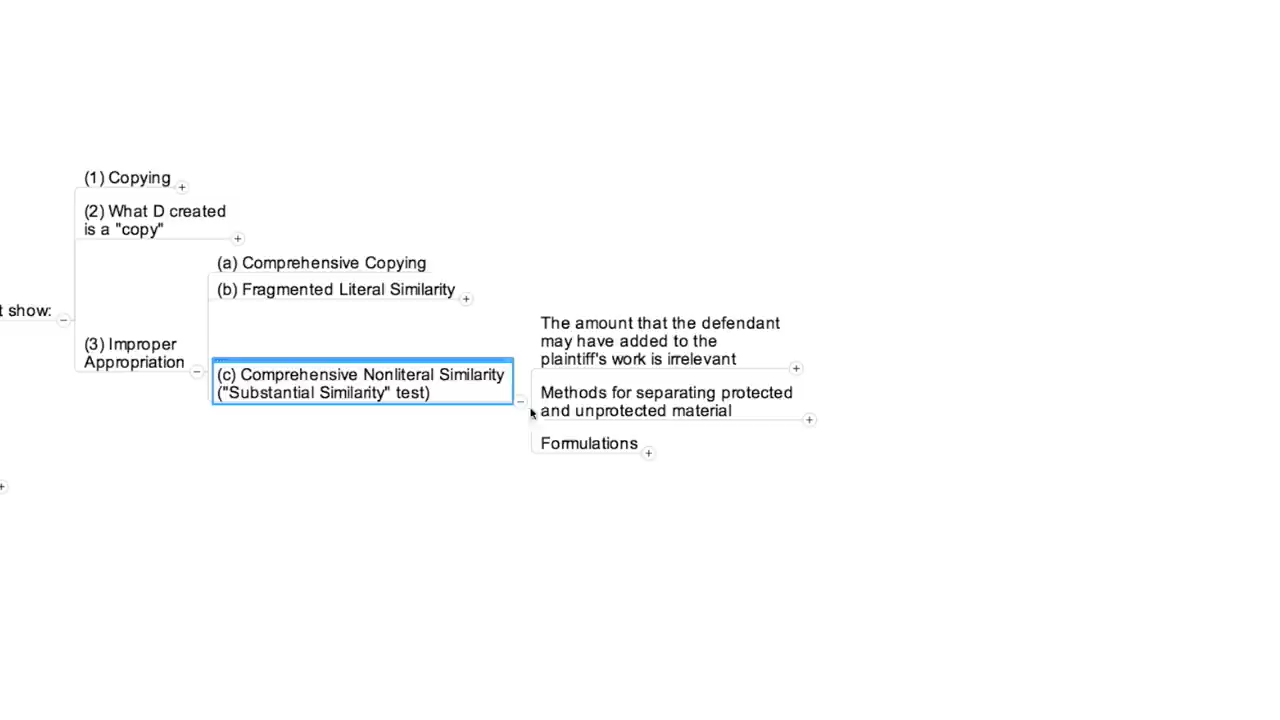 (1) Copying
(2) What D created
is a "copy"
(a) Comprehensive Copying
(b) Fragmented Literal Similarity
t show:
(3) Improper
Appropriation
(c) Comprehensive Nonliteral Similarity
("Substantial Similarity" test)
The amount that the defendant
may have added to the
plaintiff's work is irrelevant
Methods for separating protected
and unprotected material
Formulations